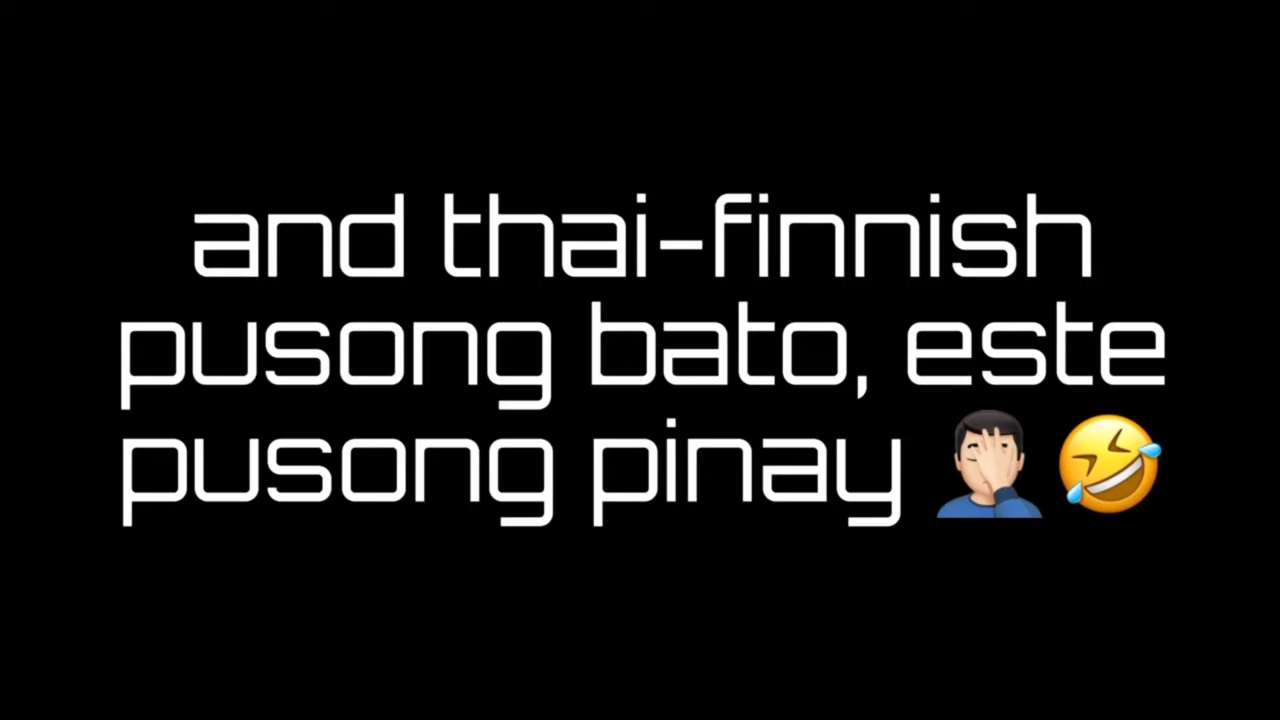 and thai-finnish
pusong bato, este
pusong pinay 🤦🏻‍♂️🤣